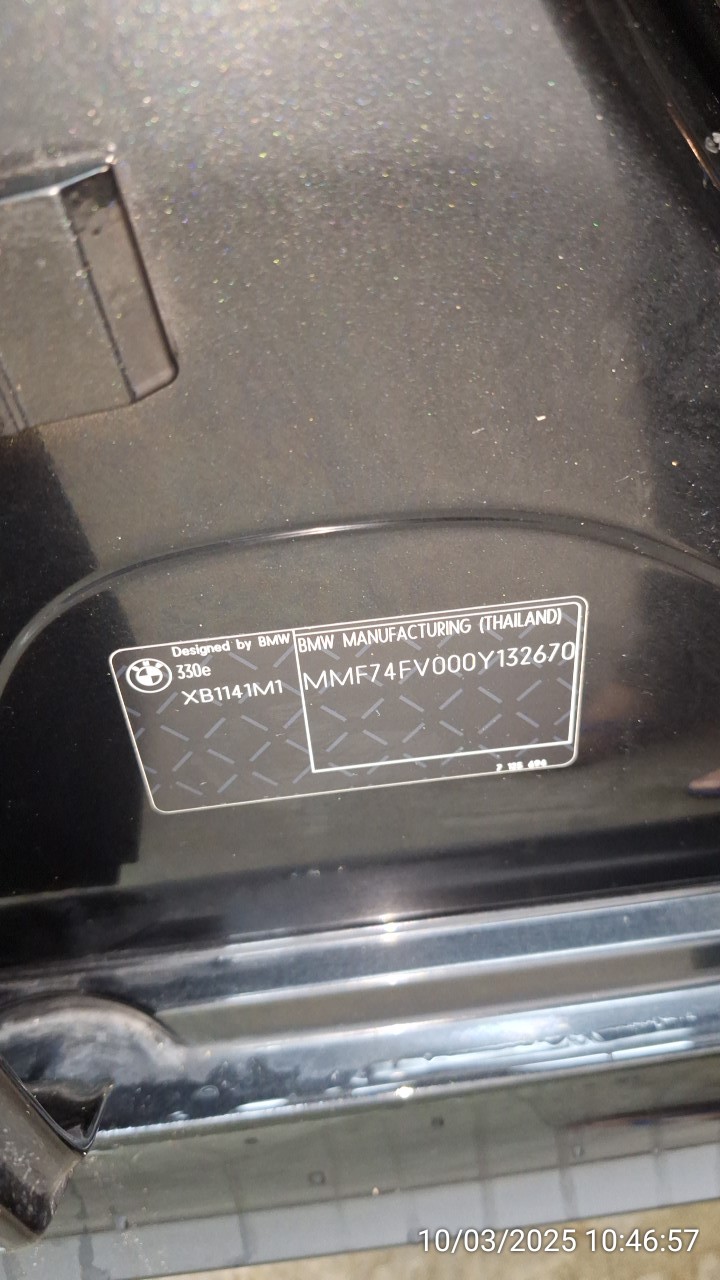 Designed by BMW
330e
XB1141M1
BMW MANUFACTURING (THAILAND)
MMF74FV000Y132670
10/03/2025 10:46:57